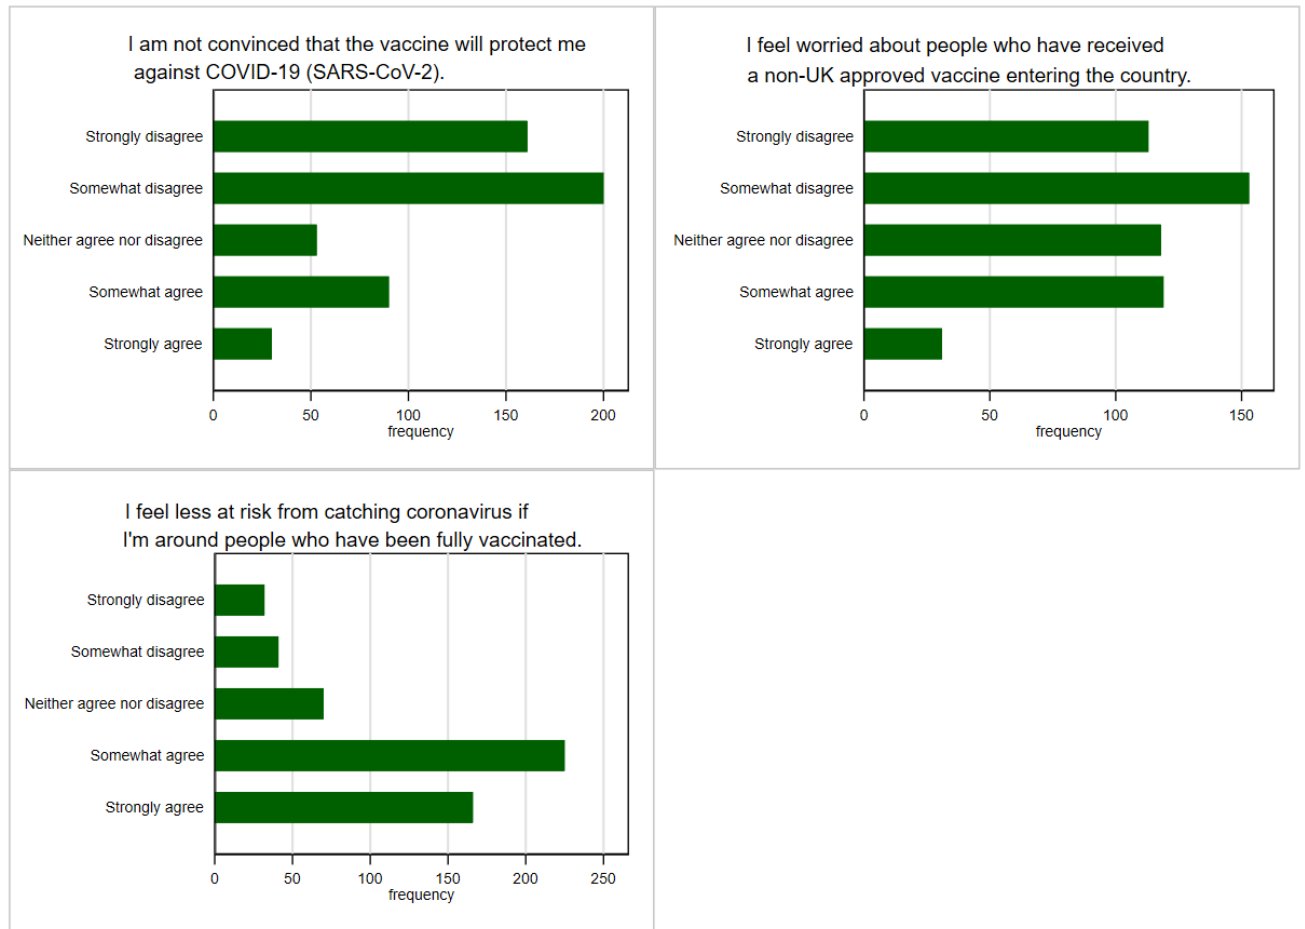 I am not convinced that the vaccine will protect me
against COVID-19 (SARS-CoV-2).
Strongly disagree
Somewhat disagree
Neither agree nor disagree
Somewhat agree
Strongly agree
0 50 100 150 200
frequency
I feel worried about people who have received
a non-UK approved vaccine entering the country.
Strongly disagree
Somewhat disagree
Neither agree nor disagree
Somewhat agree
Strongly agree
0 50 100 150
frequency
I feel less at risk from catching coronavirus if
I'm around people who have been fully vaccinated.
Strongly disagree
Somewhat disagree
Neither agree nor disagree
Somewhat agree
Strongly agree
0 50 100 150 200 250
frequency